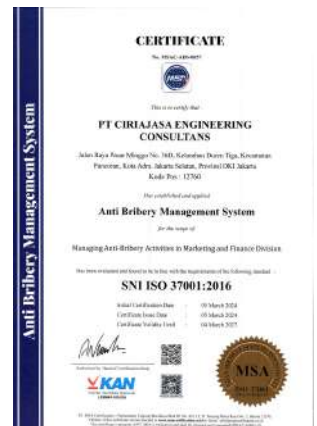 Anti Bribery Management System
CERTIFICATE
MSA
This is to certify that
PT CIRIAJASA ENGINEERING
CONSULTANS
Jalan Raya Pasar Minggu No. 16D, Kelurahan Duren Tiga, Kecamatan
Pancoran, Kota Adm. Jakarta Selatan, Provinsi DKI Jakarta
Kode Pos : 12760
Has established and applied
Anti Bribery Management System
for the scope of
Managing Anti-Bribery Activities in Marketing and Finance Division
Has been evaluated and found to be in line with the requirements of the following standard :
SNI ISO 37001:2016
Initial Certification Date : 05 March 2024
Certificate Issue Date : 05 March 2024
Certificate Validity Until : 04 March 2027
KAN
MSA